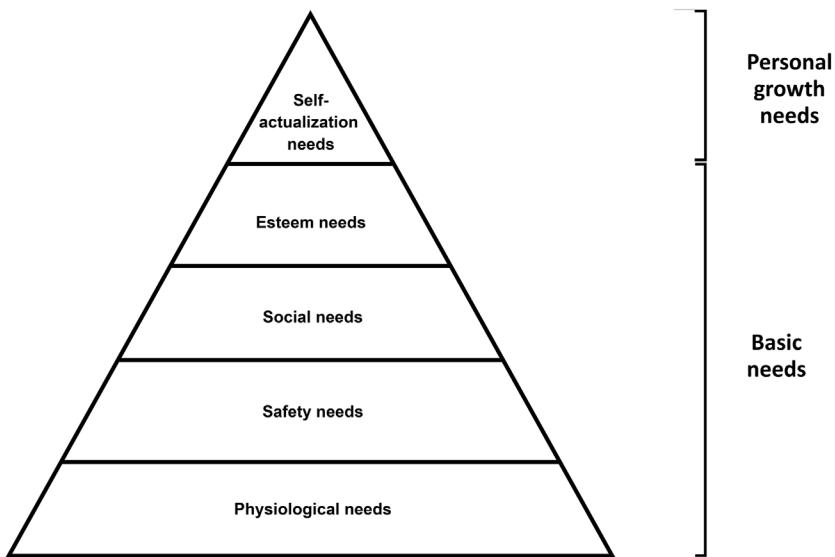 Self-
actualization
needs
Esteem needs
Social needs
Safety needs
Physiological needs
Personal
growth
needs
Basic
needs